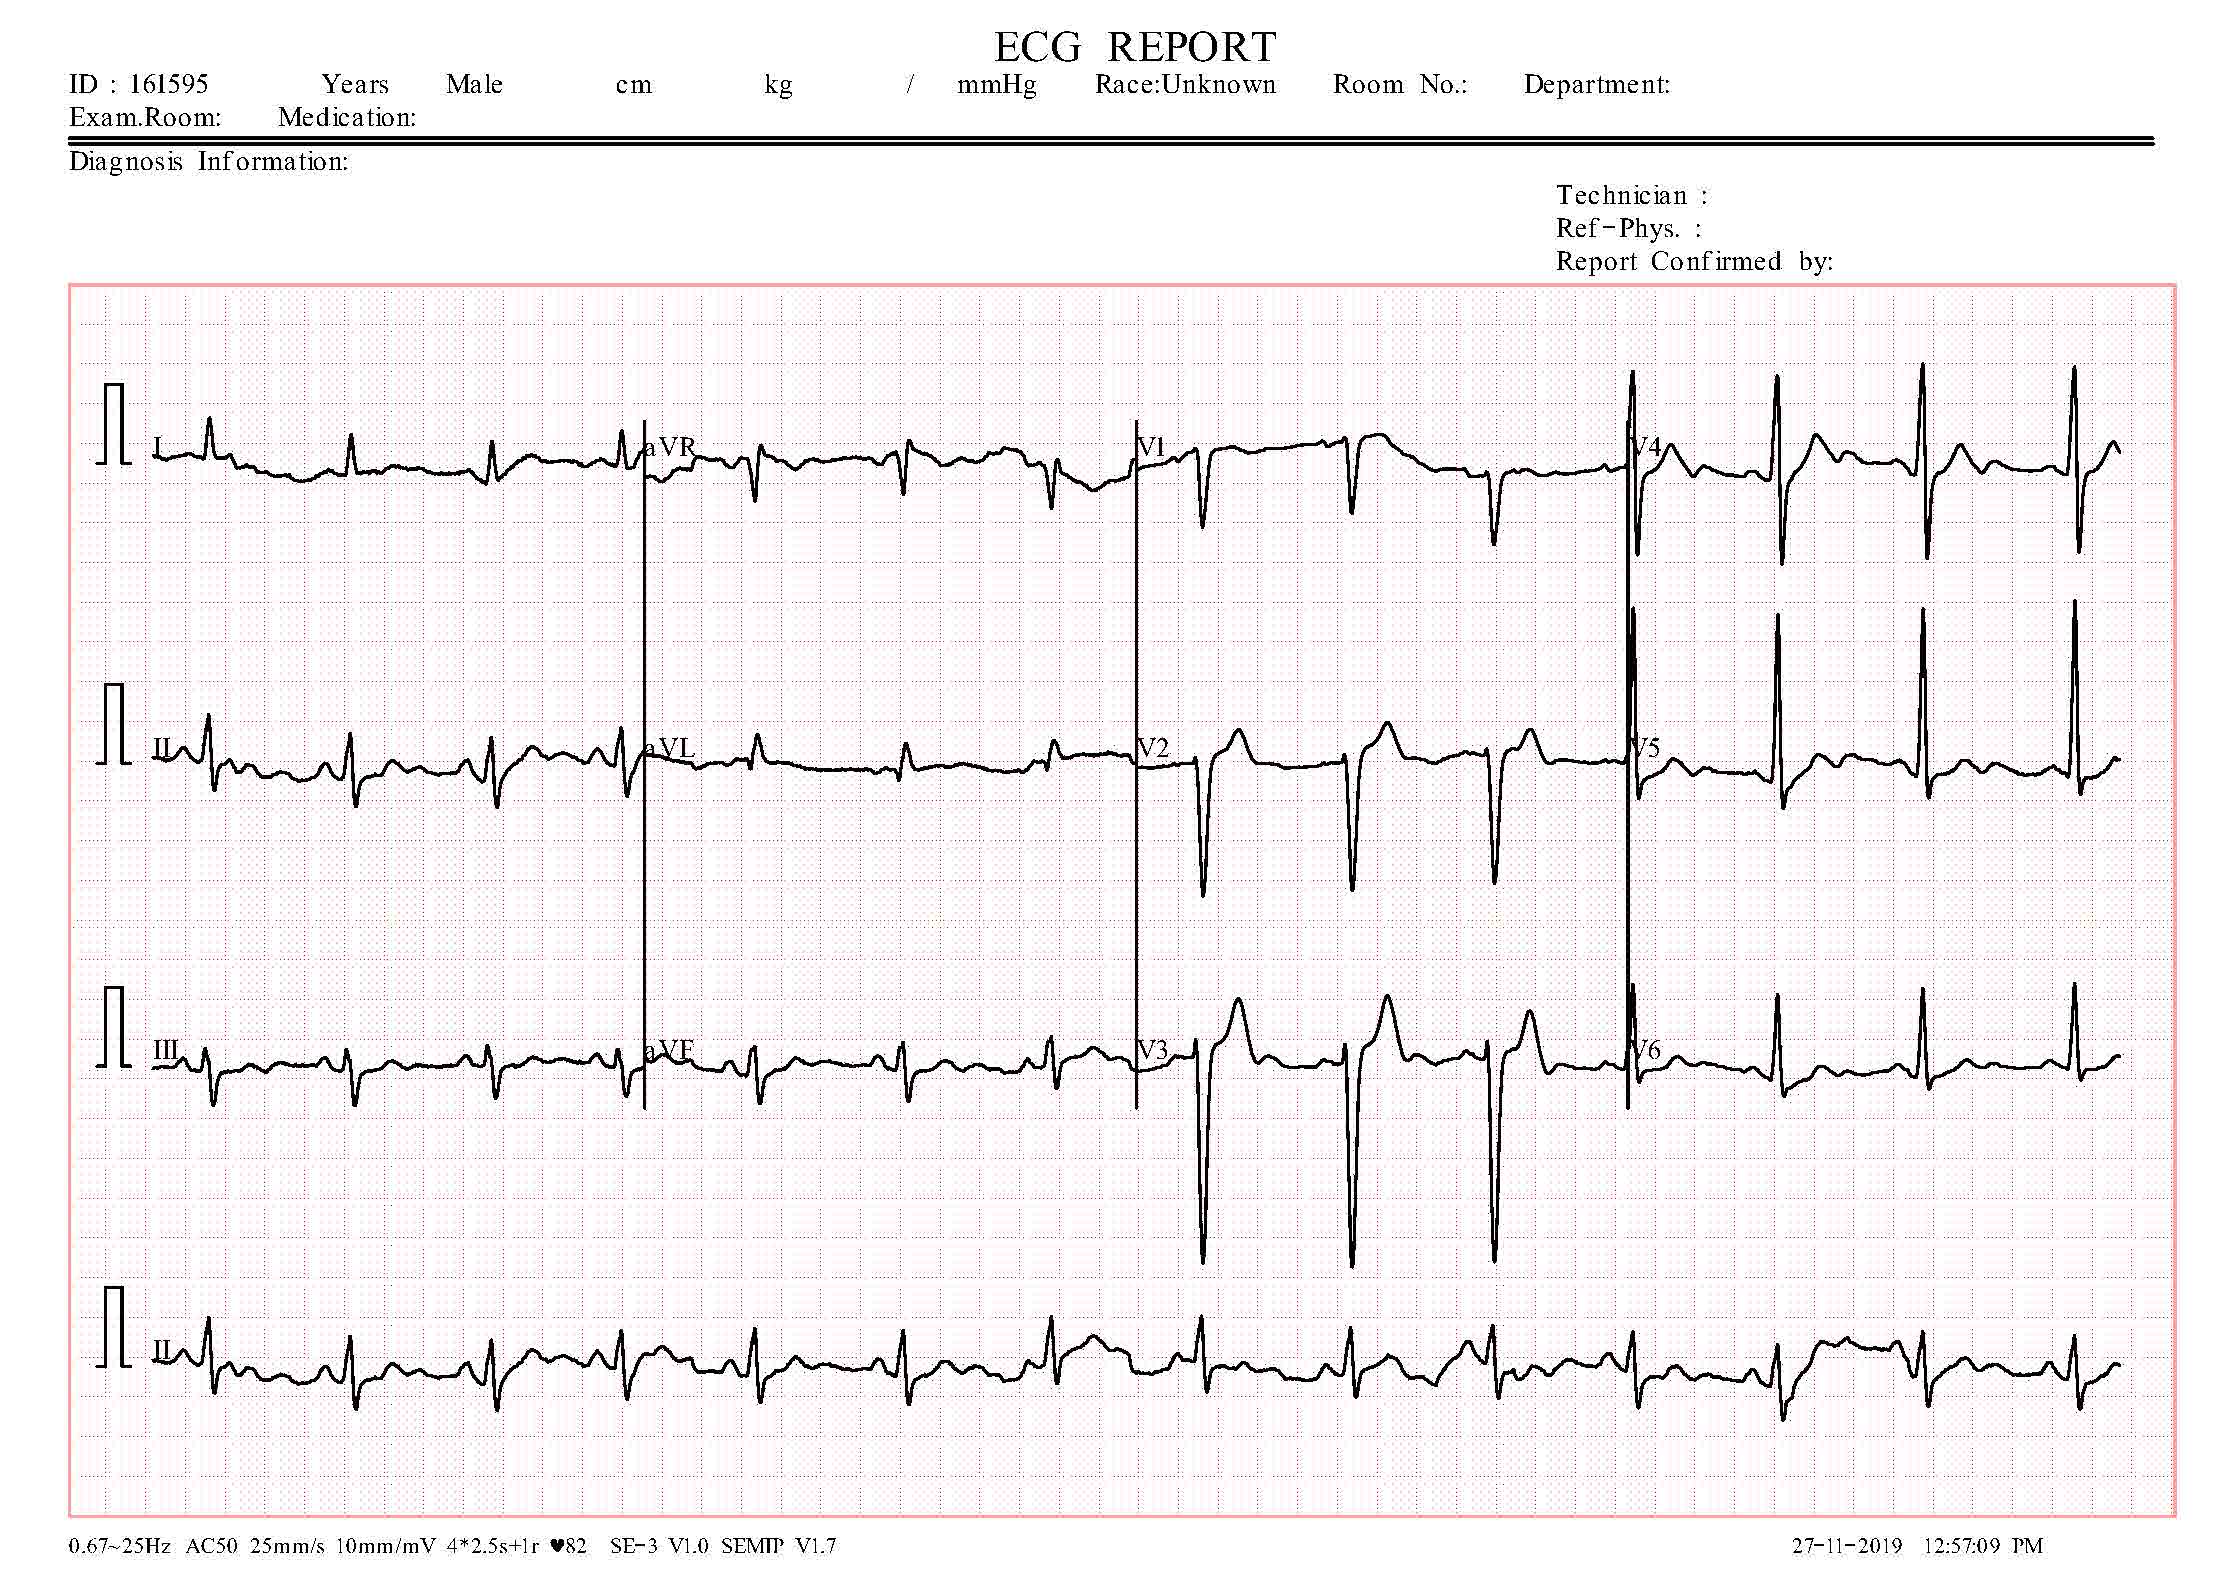 ECG REPORT
ID : 161595 Years Male cm kg / mmHg Race:Unknown Room No.: Department:
Exam.Room: Medication:
Diagnosis Information:
Technician :
Ref-Phys. :
Report Confirmed by:
I aVR V1 V4
II aVL V2 V5
III aVF V3 V6
II
0.67~25Hz AC50 25mm/s 10mm/mV 4*2.5s+1r ♥82 SE-3 V1.0 SEMIP V1.7 27-11-2019 12:57:09 PM